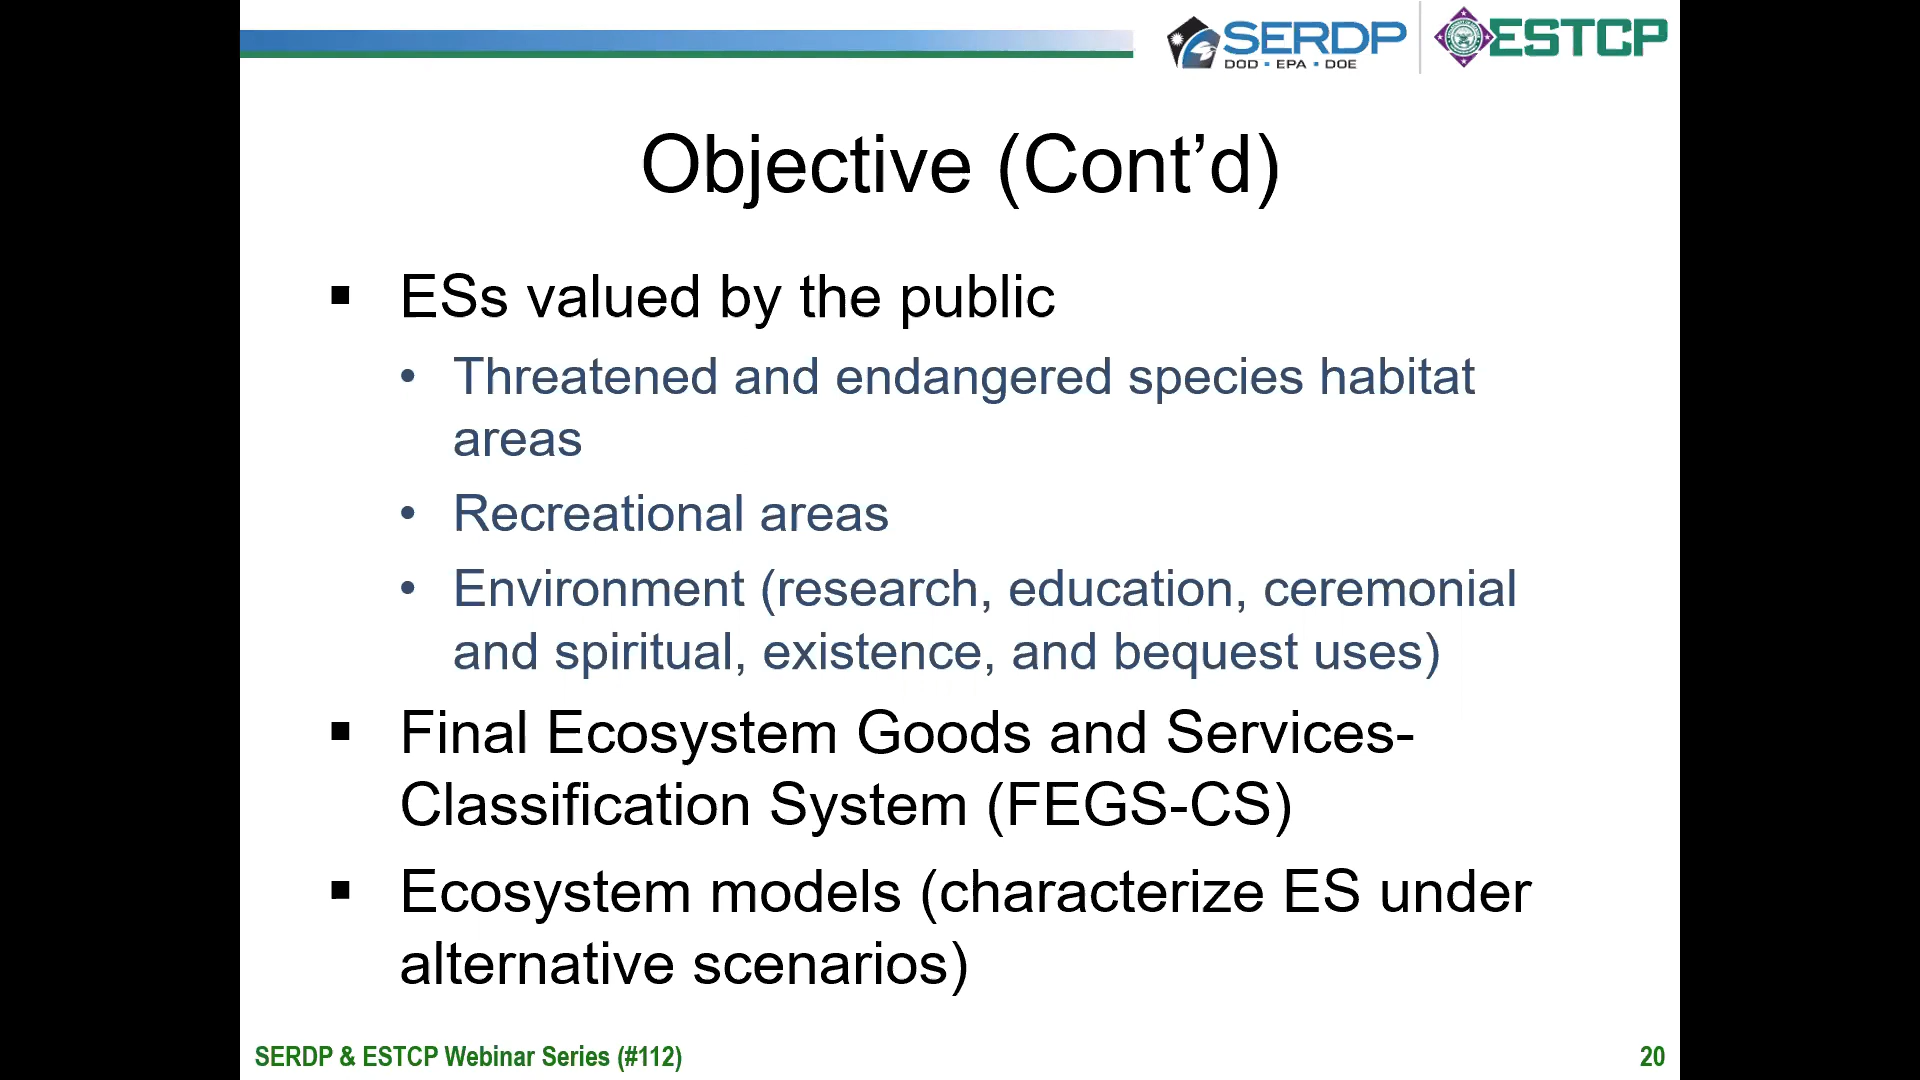 SERDP
DOD ▪ EPA ▪ DOE
ESTCP
Objective (Cont’d)
▪ ESs valued by the public
• Threatened and endangered species habitat
areas
• Recreational areas
• Environment (research, education, ceremonial
and spiritual, existence, and bequest uses)
▪ Final Ecosystem Goods and Services-
Classification System (FEGS-CS)
▪ Ecosystem models (characterize ES under
alternative scenarios)
SERDP & ESTCP Webinar Series (#112)
20